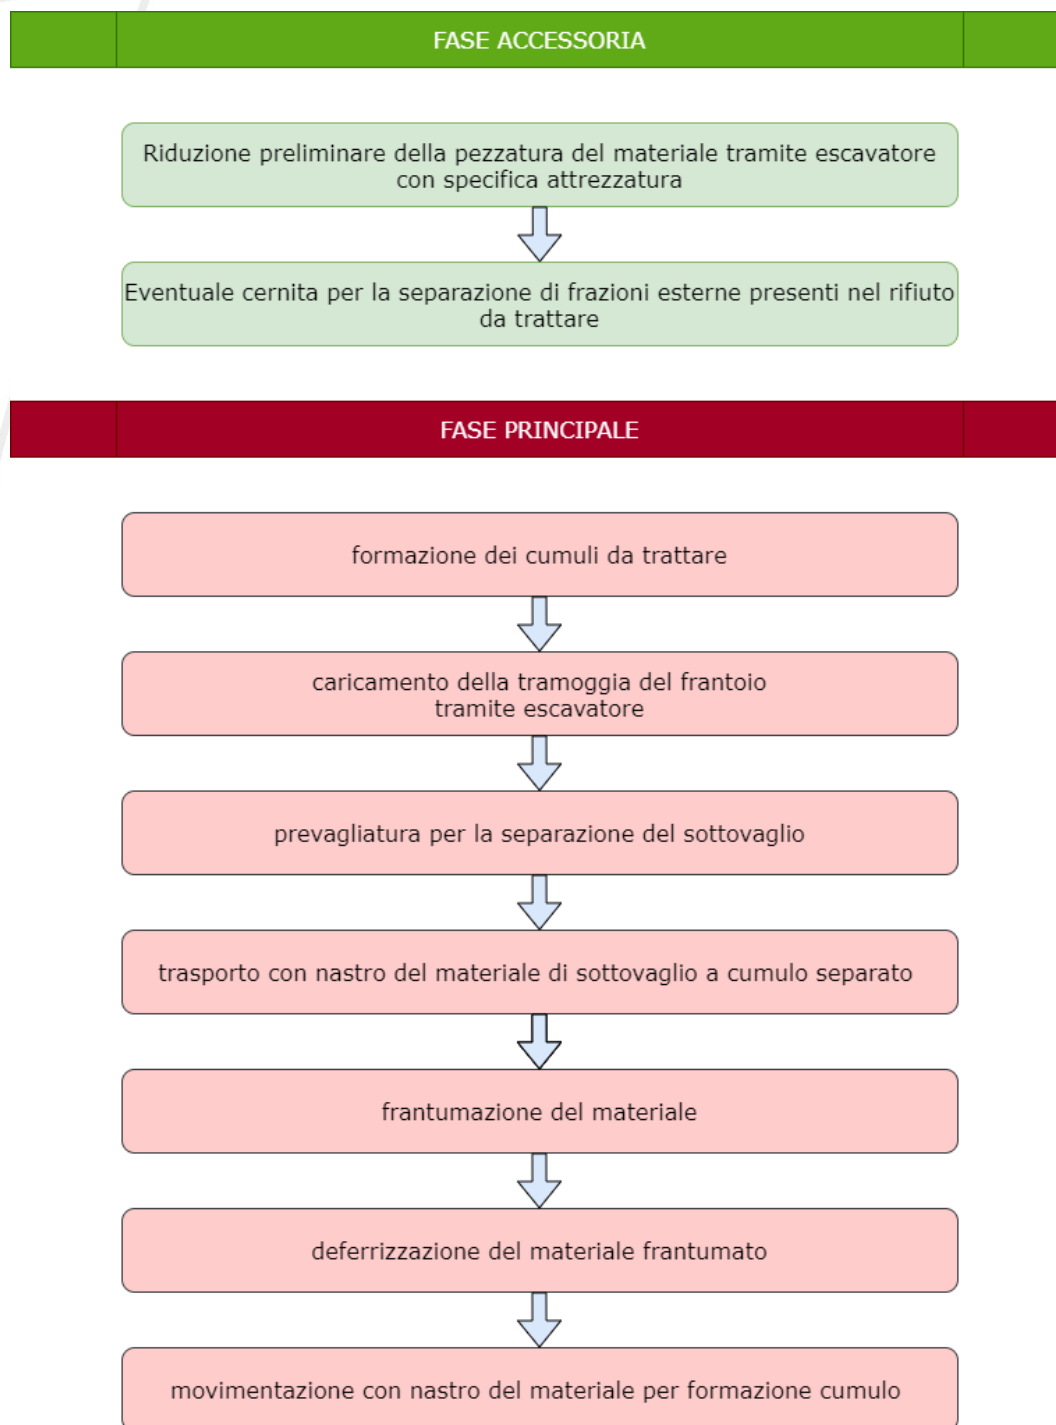 FASE ACCESSORIA
Riduzione preliminare della pezzatura del materiale tramite escavatore
con specifica attrezzatura
Eventuale cernita per la separazione di frazioni esterne presenti nel rifiuto
da trattare
FASE PRINCIPALE
formazione dei cumuli da trattare
caricamento della tramoggia del frantoio
tramite escavatore
prevagliatura per la separazione del sottovaglio
trasporto con nastro del materiale di sottovaglio a cumulo separato
frantumazione del materiale
deferrizzazione del materiale frantumato
movimentazione con nastro del materiale per formazione cumulo